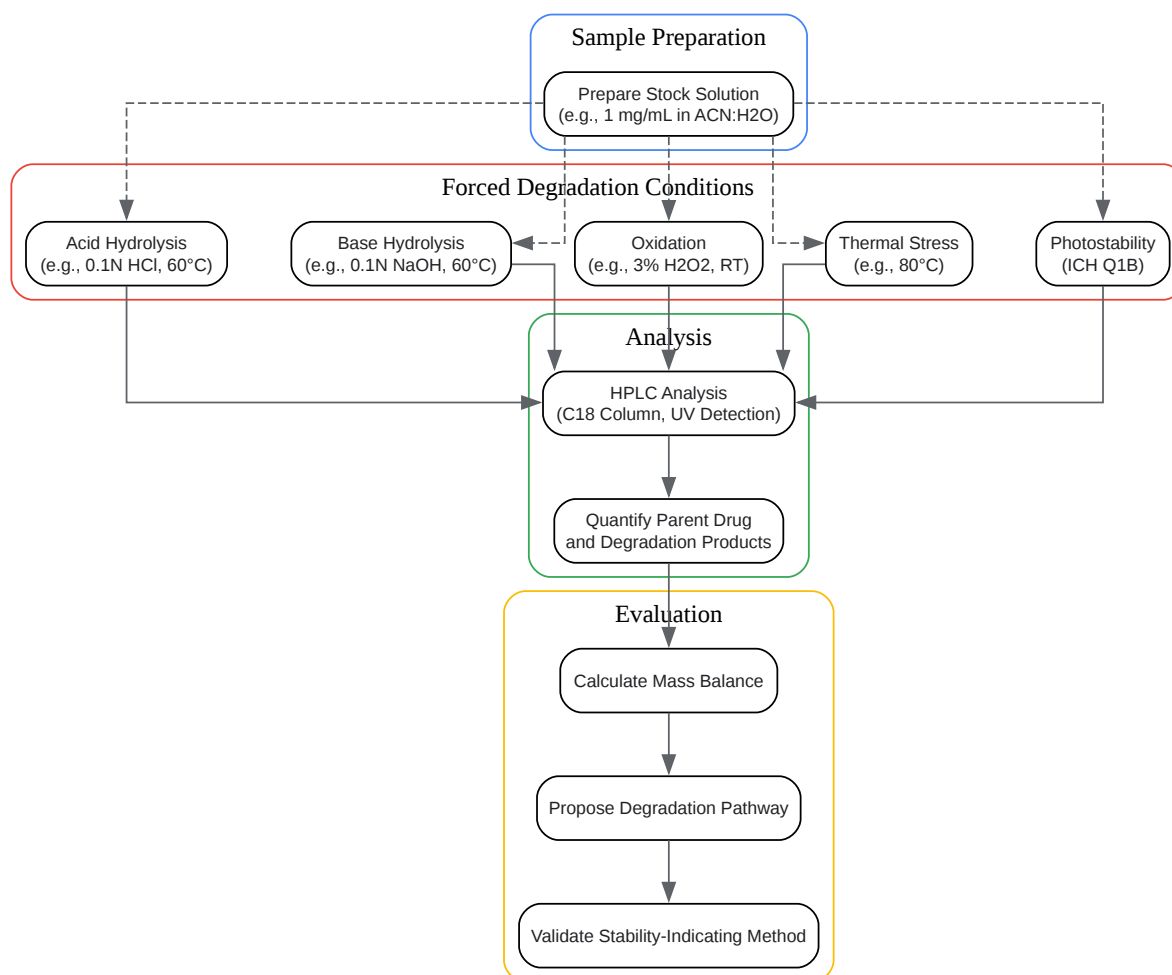 Sample Preparation
Prepare Stock Solution
(e.g., 1 mg/mL in ACN:H2O)
Forced Degradation Conditions
Acid Hydrolysis
(e.g., 0.1N HCl, 60°C)
Base Hydrolysis
(e.g., 0.1N NaOH, 60°C)
Oxidation
(e.g., 3% H2O2, RT)
Thermal Stress
(e.g., 80°C)
Photostability
(ICH Q1B)
Analysis
HPLC Analysis
(C18 Column, UV Detection)
Quantify Parent Drug
and Degradation Products
Evaluation
Calculate Mass Balance
Propose Degradation Pathway
Validate Stability-Indicating Method